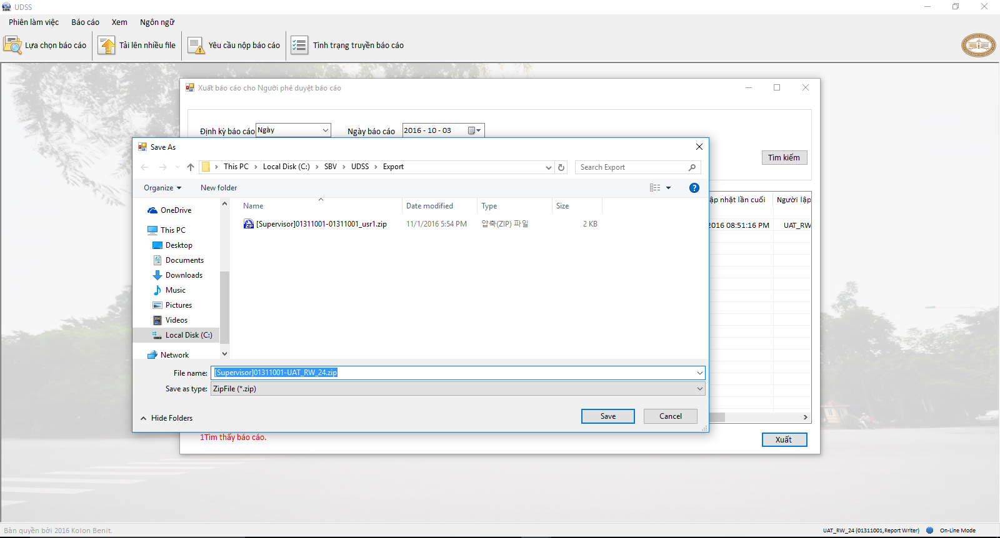 UDSS
Phiên làm việc Báo cáo Xem Ngôn ngữ
Lựa chọn báo cáo Tải lên nhiều file Yêu cầu nộp báo cáo Tình trạng truyền báo cáo
Xuất báo cáo cho Người phê duyệt báo cáo
Định kỳ báo cáo Ngày Ngày báo cáo 2016 - 10 - 03
Tìm kiếm
Save As
This PC Local Disk (C:) SBV UDSS Export Search Export
Organize New folder
Name Date modified Type Size
[Supervisor]01311001-01311001_usr1.zip 11/1/2016 5:54 PM 압축(ZIP) 파일 2 KB
OneDrive
This PC
Desktop
Documents
Downloads
Music
Pictures
Videos
Local Disk (C:)
Network
File name: [Supervisor]01311001-UAT_RW_24.zip
Save as type: ZipFile (*.zip)
Hide Folders Save Cancel
ập nhật lần cuối Người lập
2016 08:51:16 PM UAT_RW
1Tìm thấy báo cáo.
Xuất
Bản quyền bởi 2016 Kolon Benit.
UAT_RW_24 (01311001,Report Writer) On-Line Mode